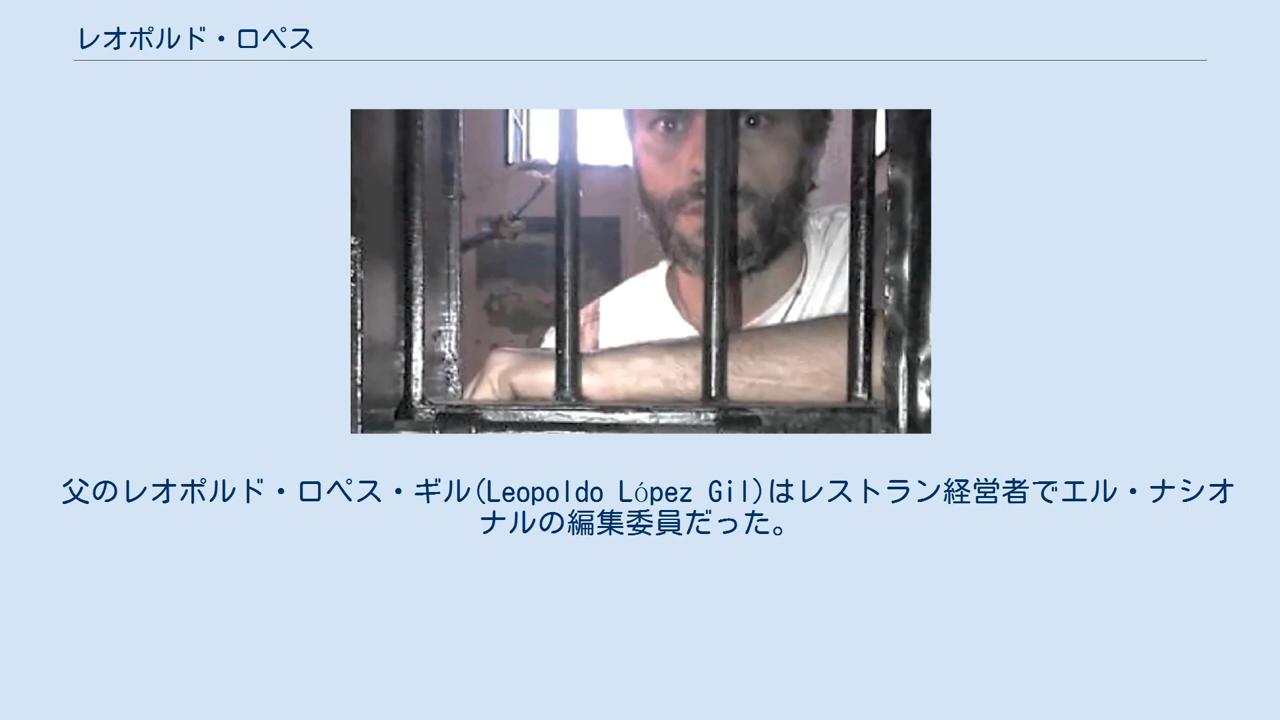 レオポルド・ロペス
父のレオポルド・ロペス・ギル(Leopoldo López Gil)はレストラン経営者でエル・ナシオ
ナルの編集委員だった。